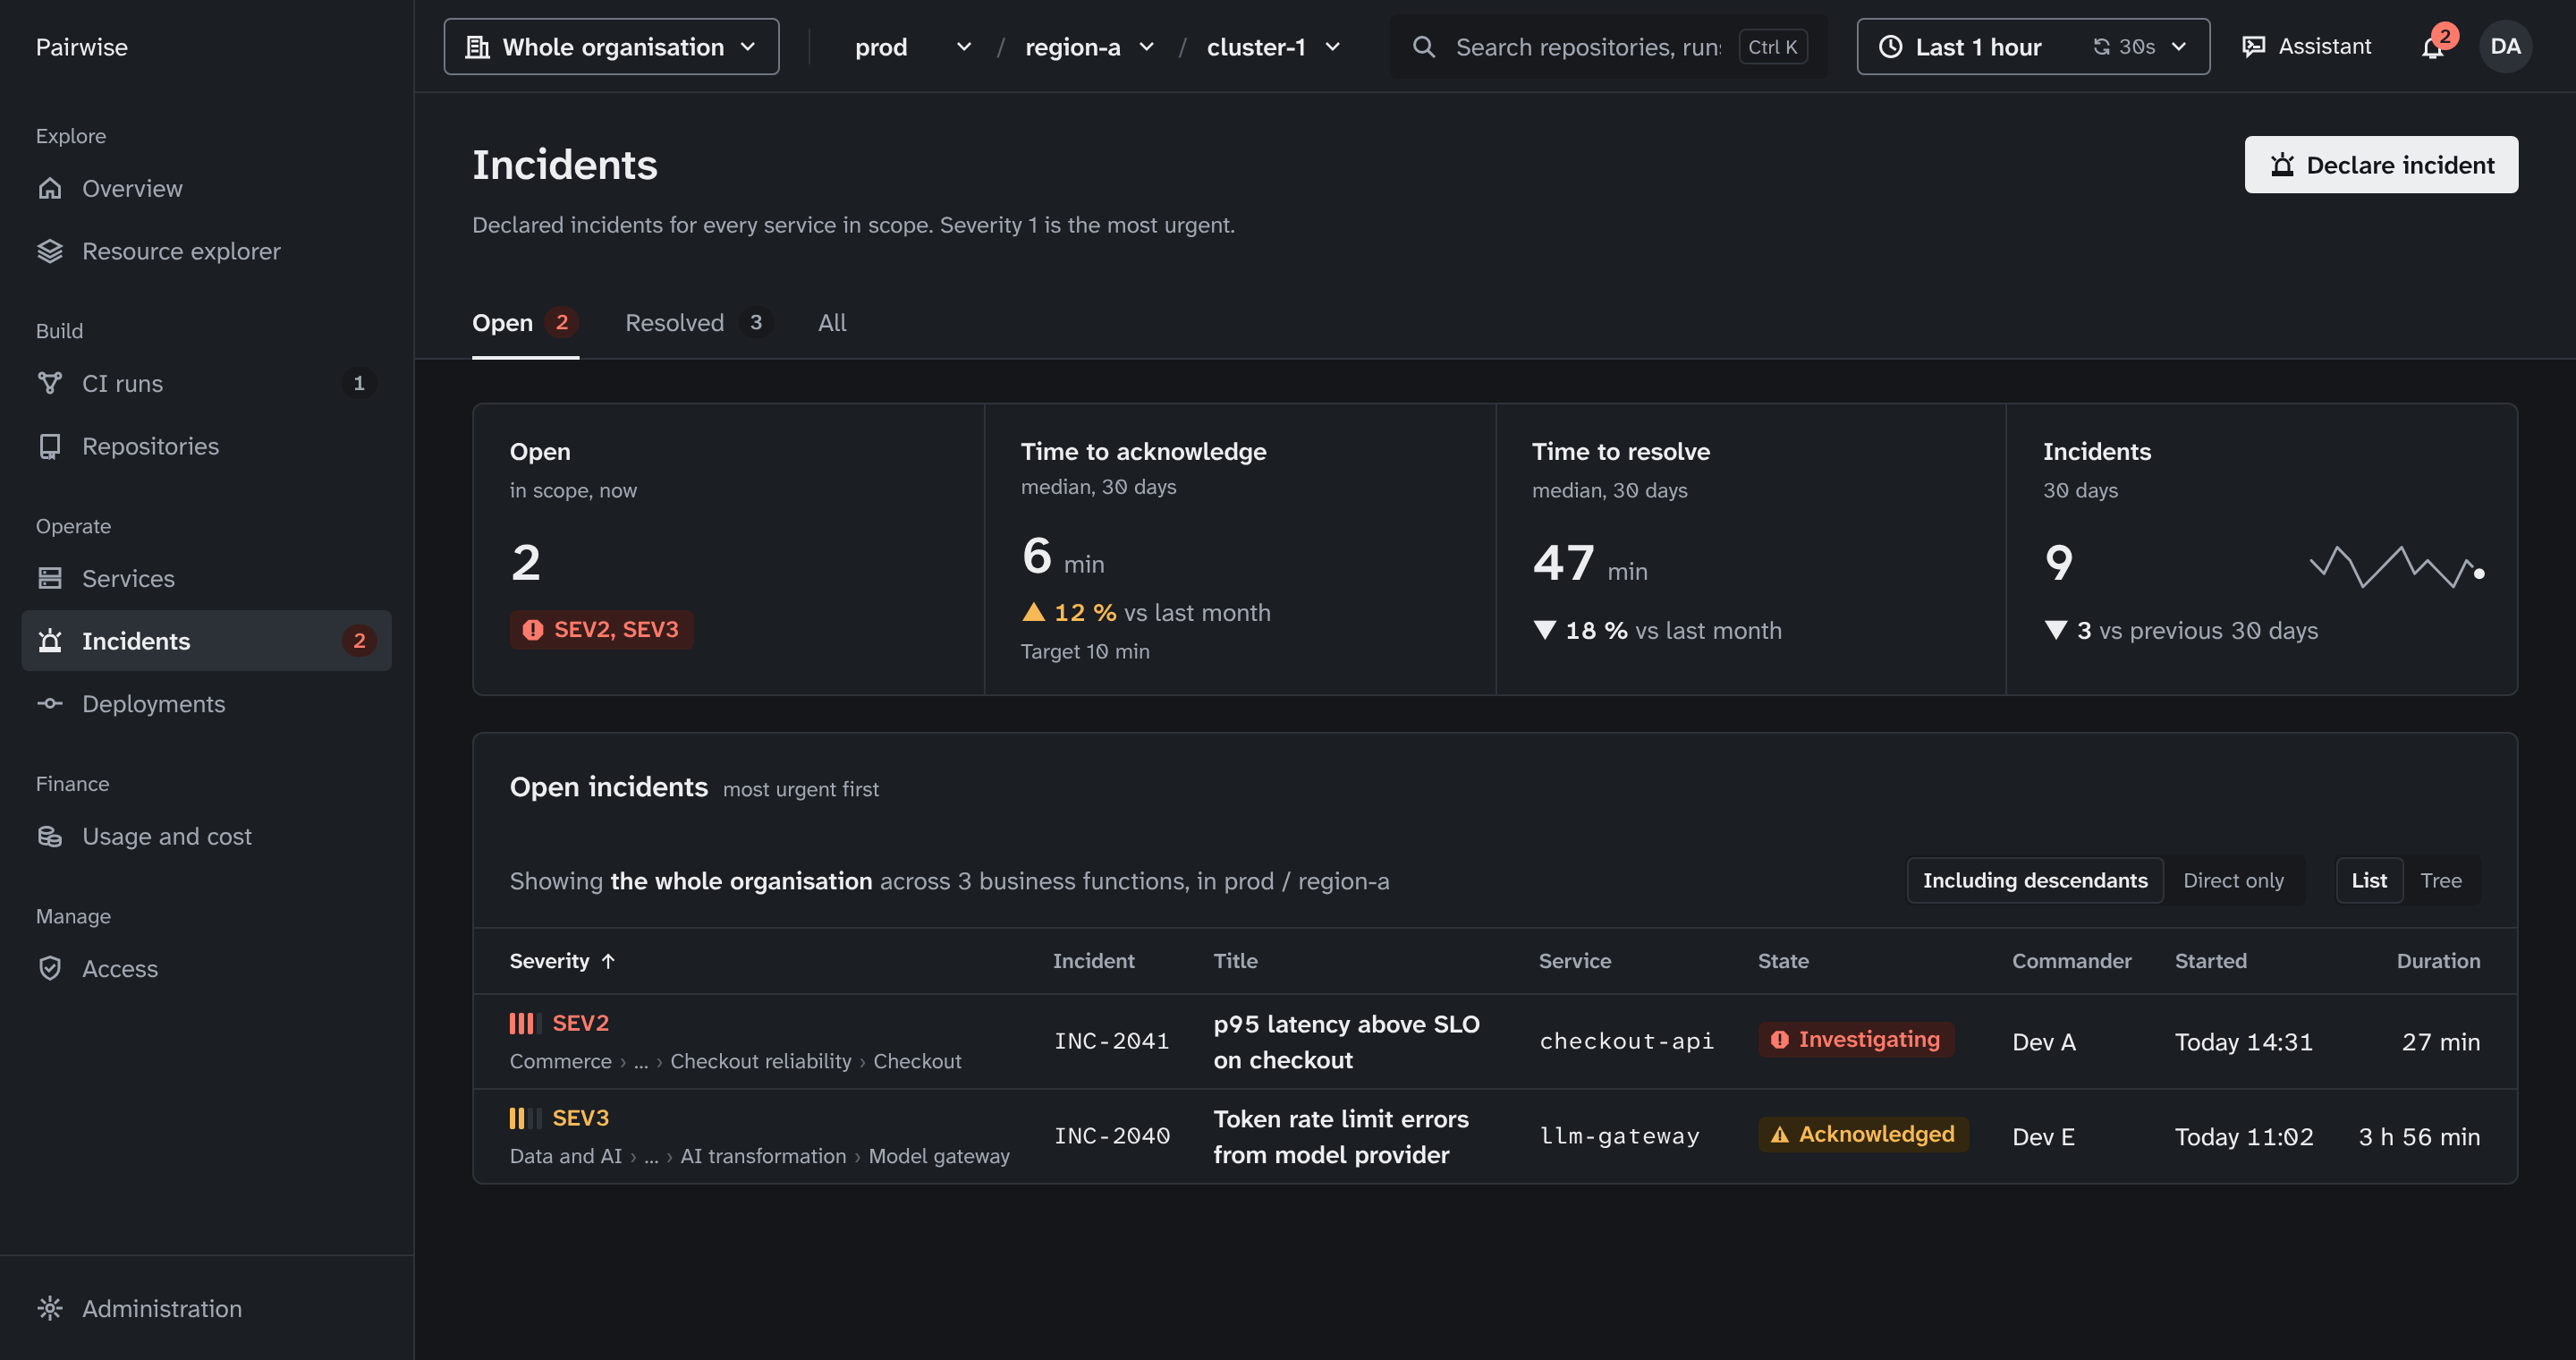 Pairwise
Whole organisation
prod / region-a / cluster-1
Search repositories, run
Ctrl K
Last 1 hour
30s
Assistant
2
DA
Explore
Overview
Resource explorer
Build
CI runs 1
Repositories
Operate
Services
Incidents 2
Deployments
Finance
Usage and cost
Manage
Access
Administration
Incidents
Declare incident
Declared incidents for every service in scope. Severity 1 is the most urgent.
Open 2 Resolved 3 All
Open
in scope, now
2
SEV2, SEV3
Time to acknowledge
median, 30 days
6 min
12 % vs last month
Target 10 min
Time to resolve
median, 30 days
47 min
18 % vs last month
Incidents
30 days
9
3 vs previous 30 days
Open incidents most urgent first
Showing the whole organisation across 3 business functions, in prod / region-a
Including descendants Direct only
List Tree
Severity ↑ Incident Title Service State Commander Started Duration
SEV2
Commerce › ... › Checkout reliability › Checkout
INC-2041
p95 latency above SLO
on checkout
checkout-api
Investigating
Dev A
Today 14:31
27 min
SEV3
Data and AI › ... › AI transformation › Model gateway
INC-2040
Token rate limit errors
from model provider
llm-gateway
Acknowledged
Dev E
Today 11:02
3 h 56 min